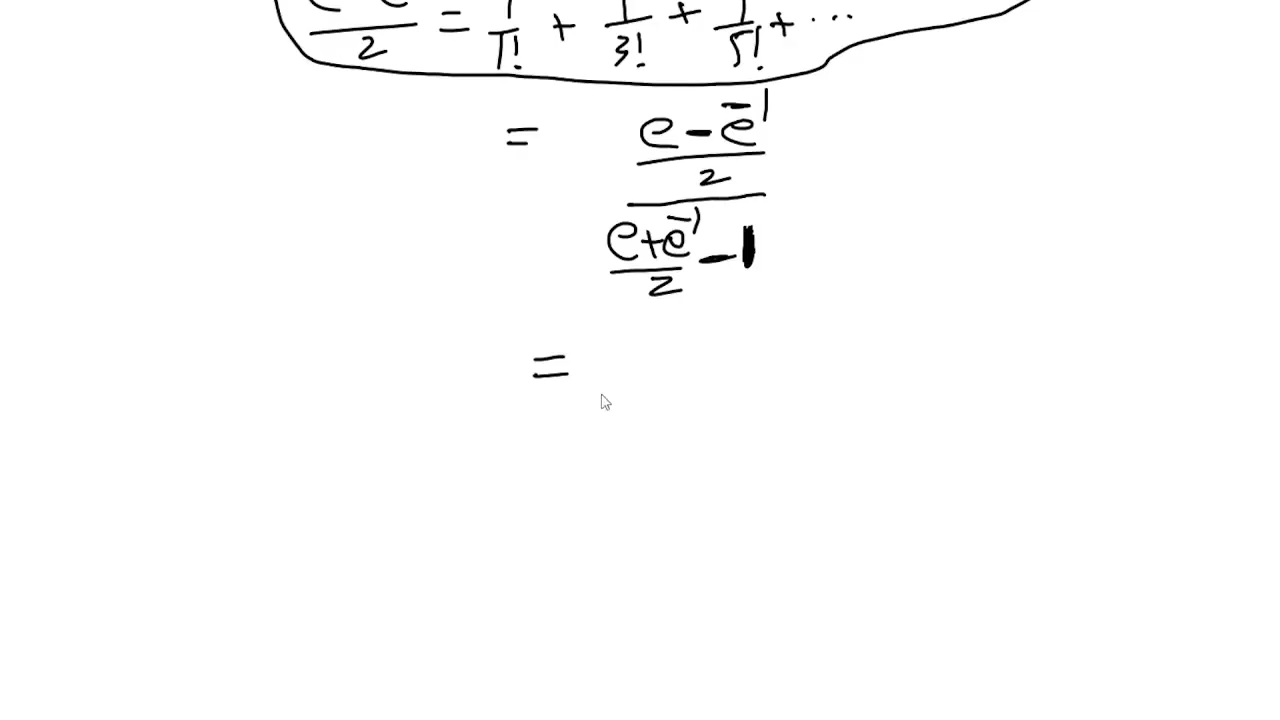 /2 = 1/1! + 1/3! + 1/5! + ...
= ((e - e⁻¹)/2) / ((e + e⁻¹)/2 - 1)
=